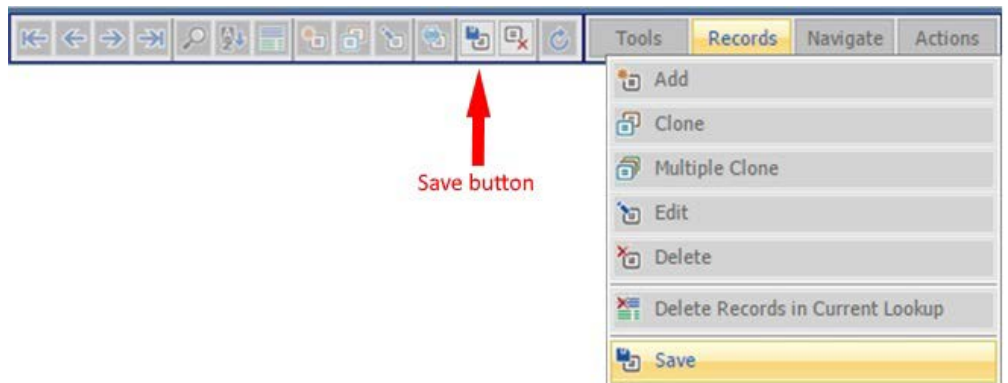 Tools Records Navigate Actions
Add
Clone
Multiple Clone
Save button
Edit
Delete
Delete Records in Current Lookup
Save